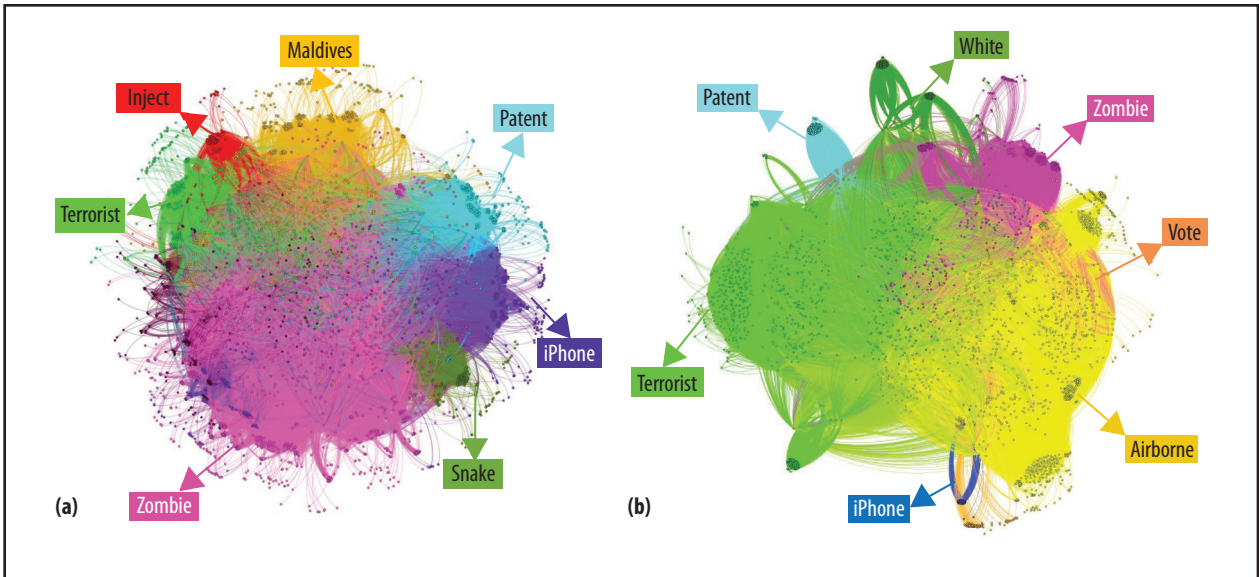 Maldives
Inject
Patent
Terrorist
iPhone
Snake
Zombie
(a)
White
Patent
Zombie
Vote
Terrorist
Airborne
iPhone
(b)